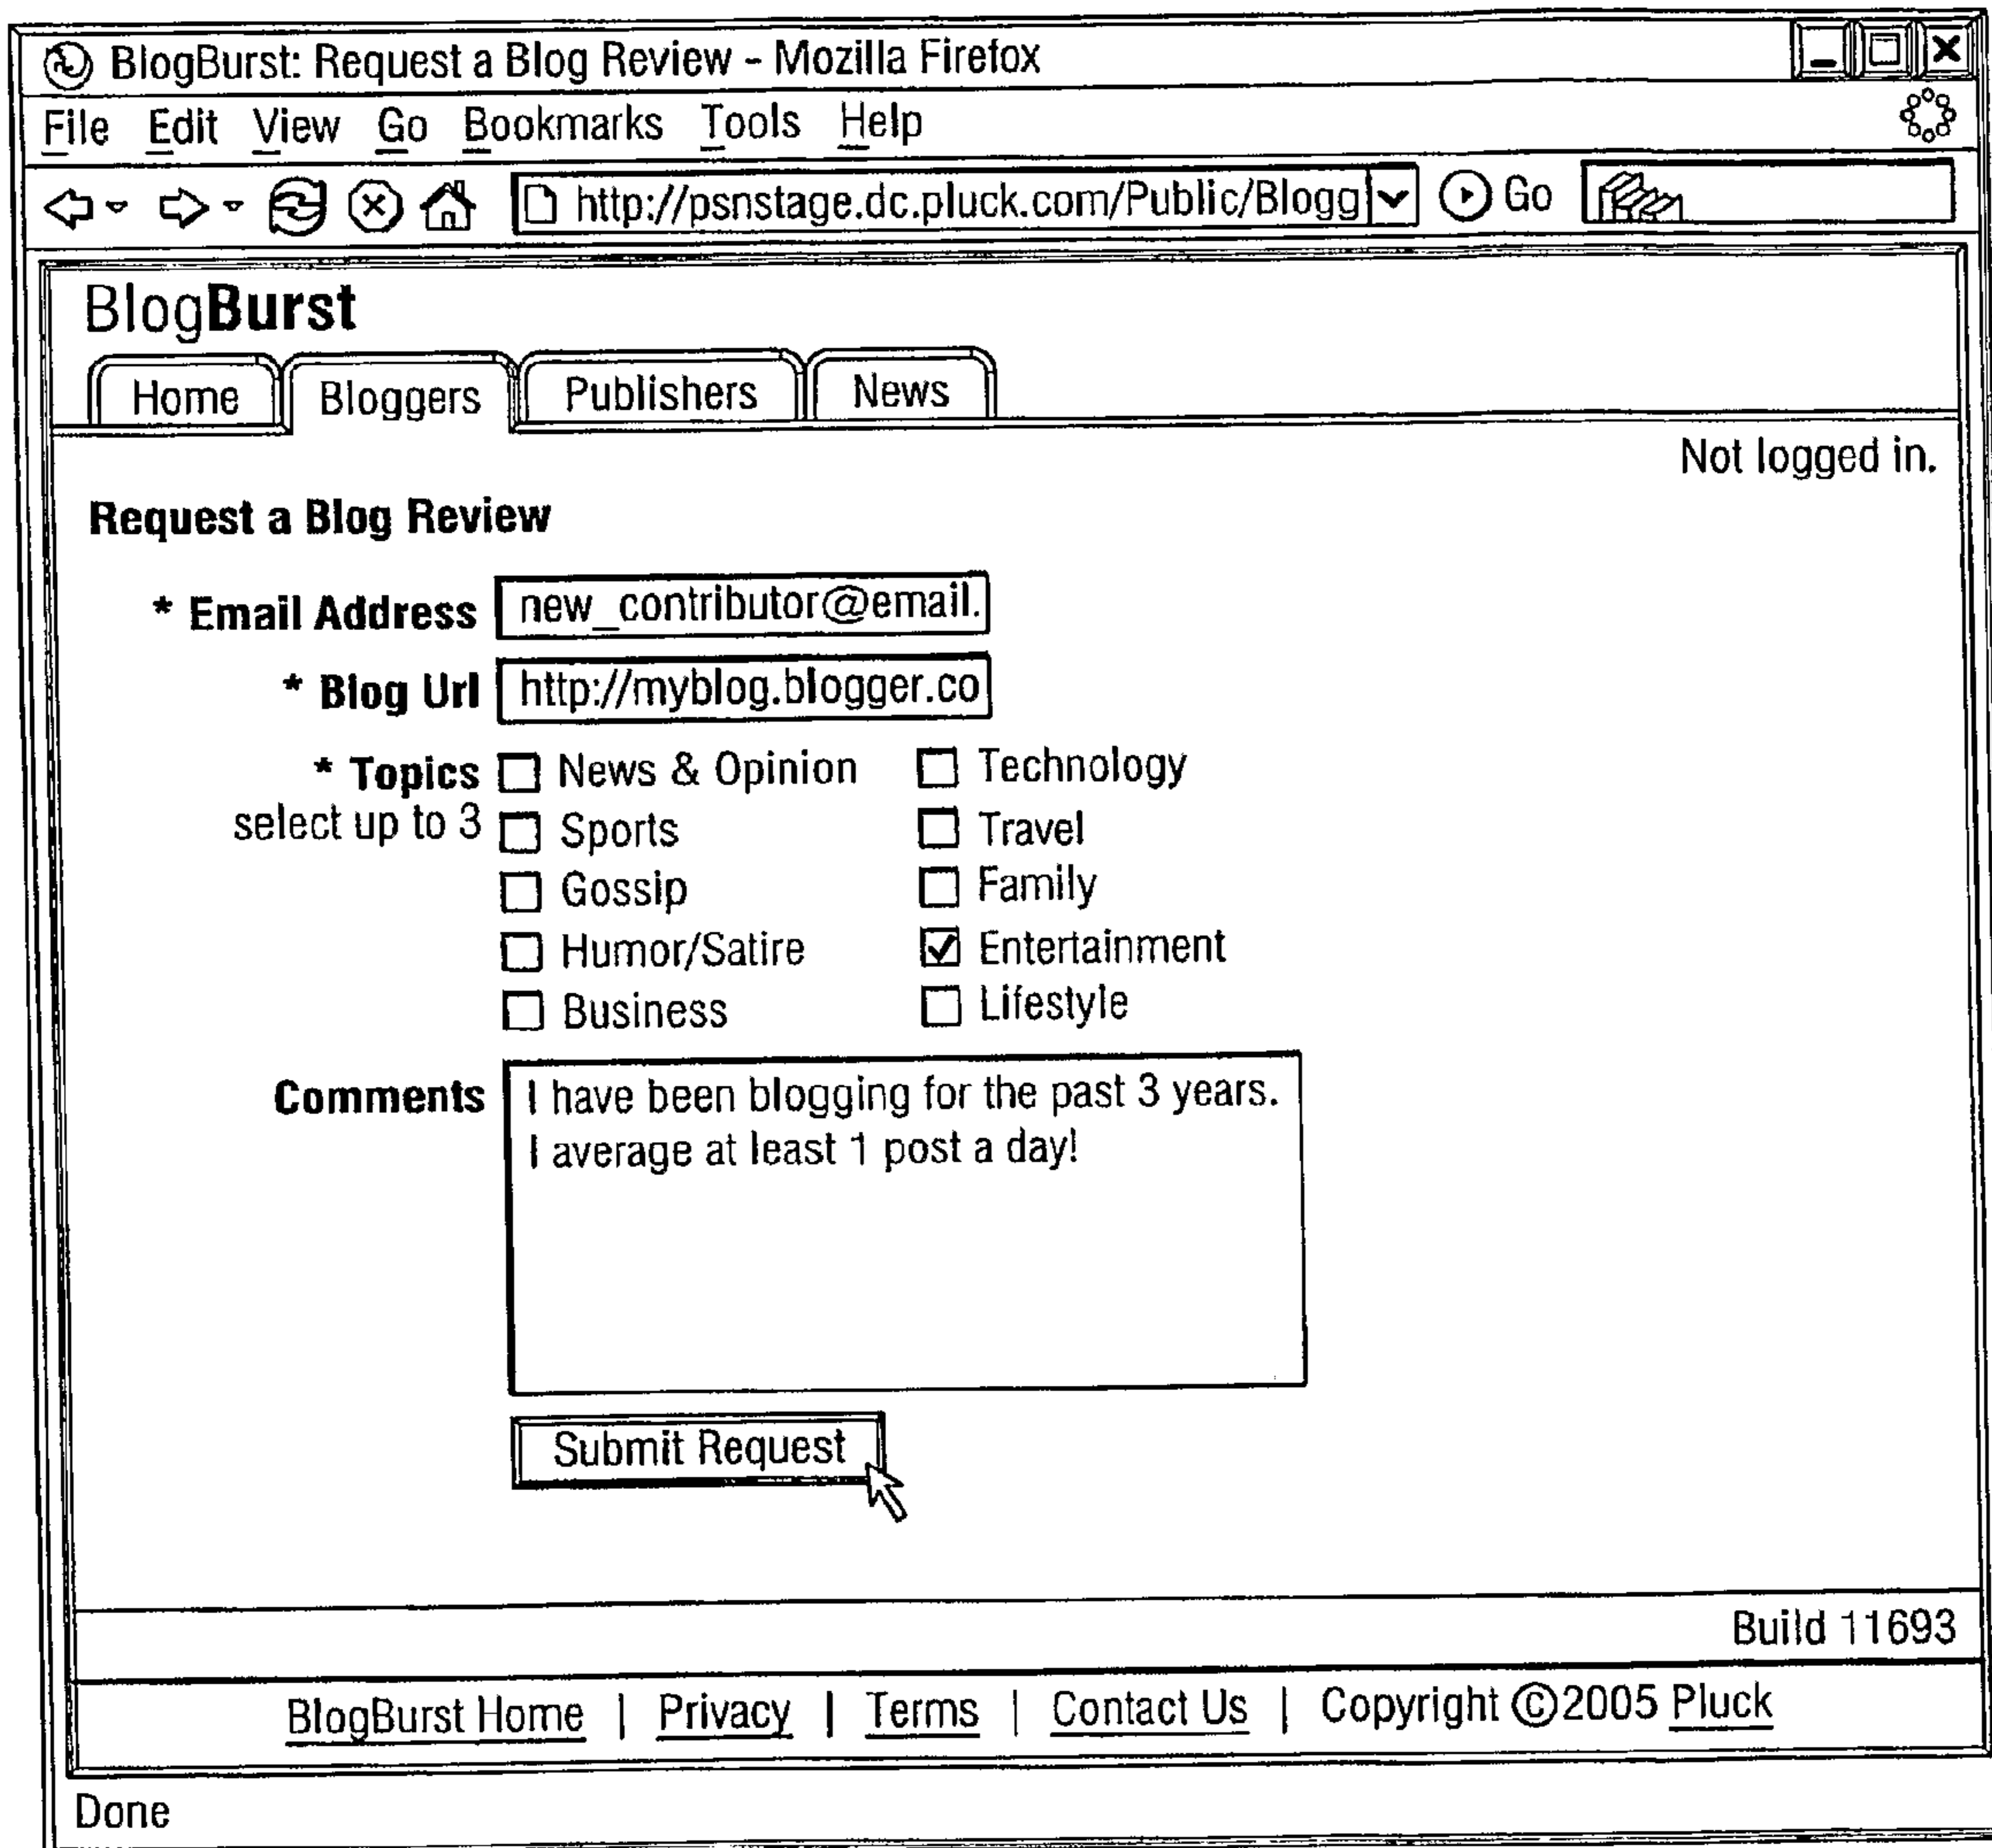 BlogBurst: Request a Blog Review - Mozilla Firefox
File Edit View Go Bookmarks Tools Help
http://psnstage.dc.pluck.com/Public/Blogg Go
BlogBurst
Home Bloggers Publishers News
Not logged in.
Request a Blog Review
* Email Address new_contributor@email.
* Blog Url http://myblog.blogger.co
* Topics News & Opinion Technology
select up to 3 Sports Travel
Gossip Family
Humor/Satire Entertainment
Business Lifestyle
Comments I have been blogging for the past 3 years.
I average at least 1 post a day!
Submit Request
Build 11693
BlogBurst Home | Privacy | Terms | Contact Us | Copyright ©2005 Pluck
Done